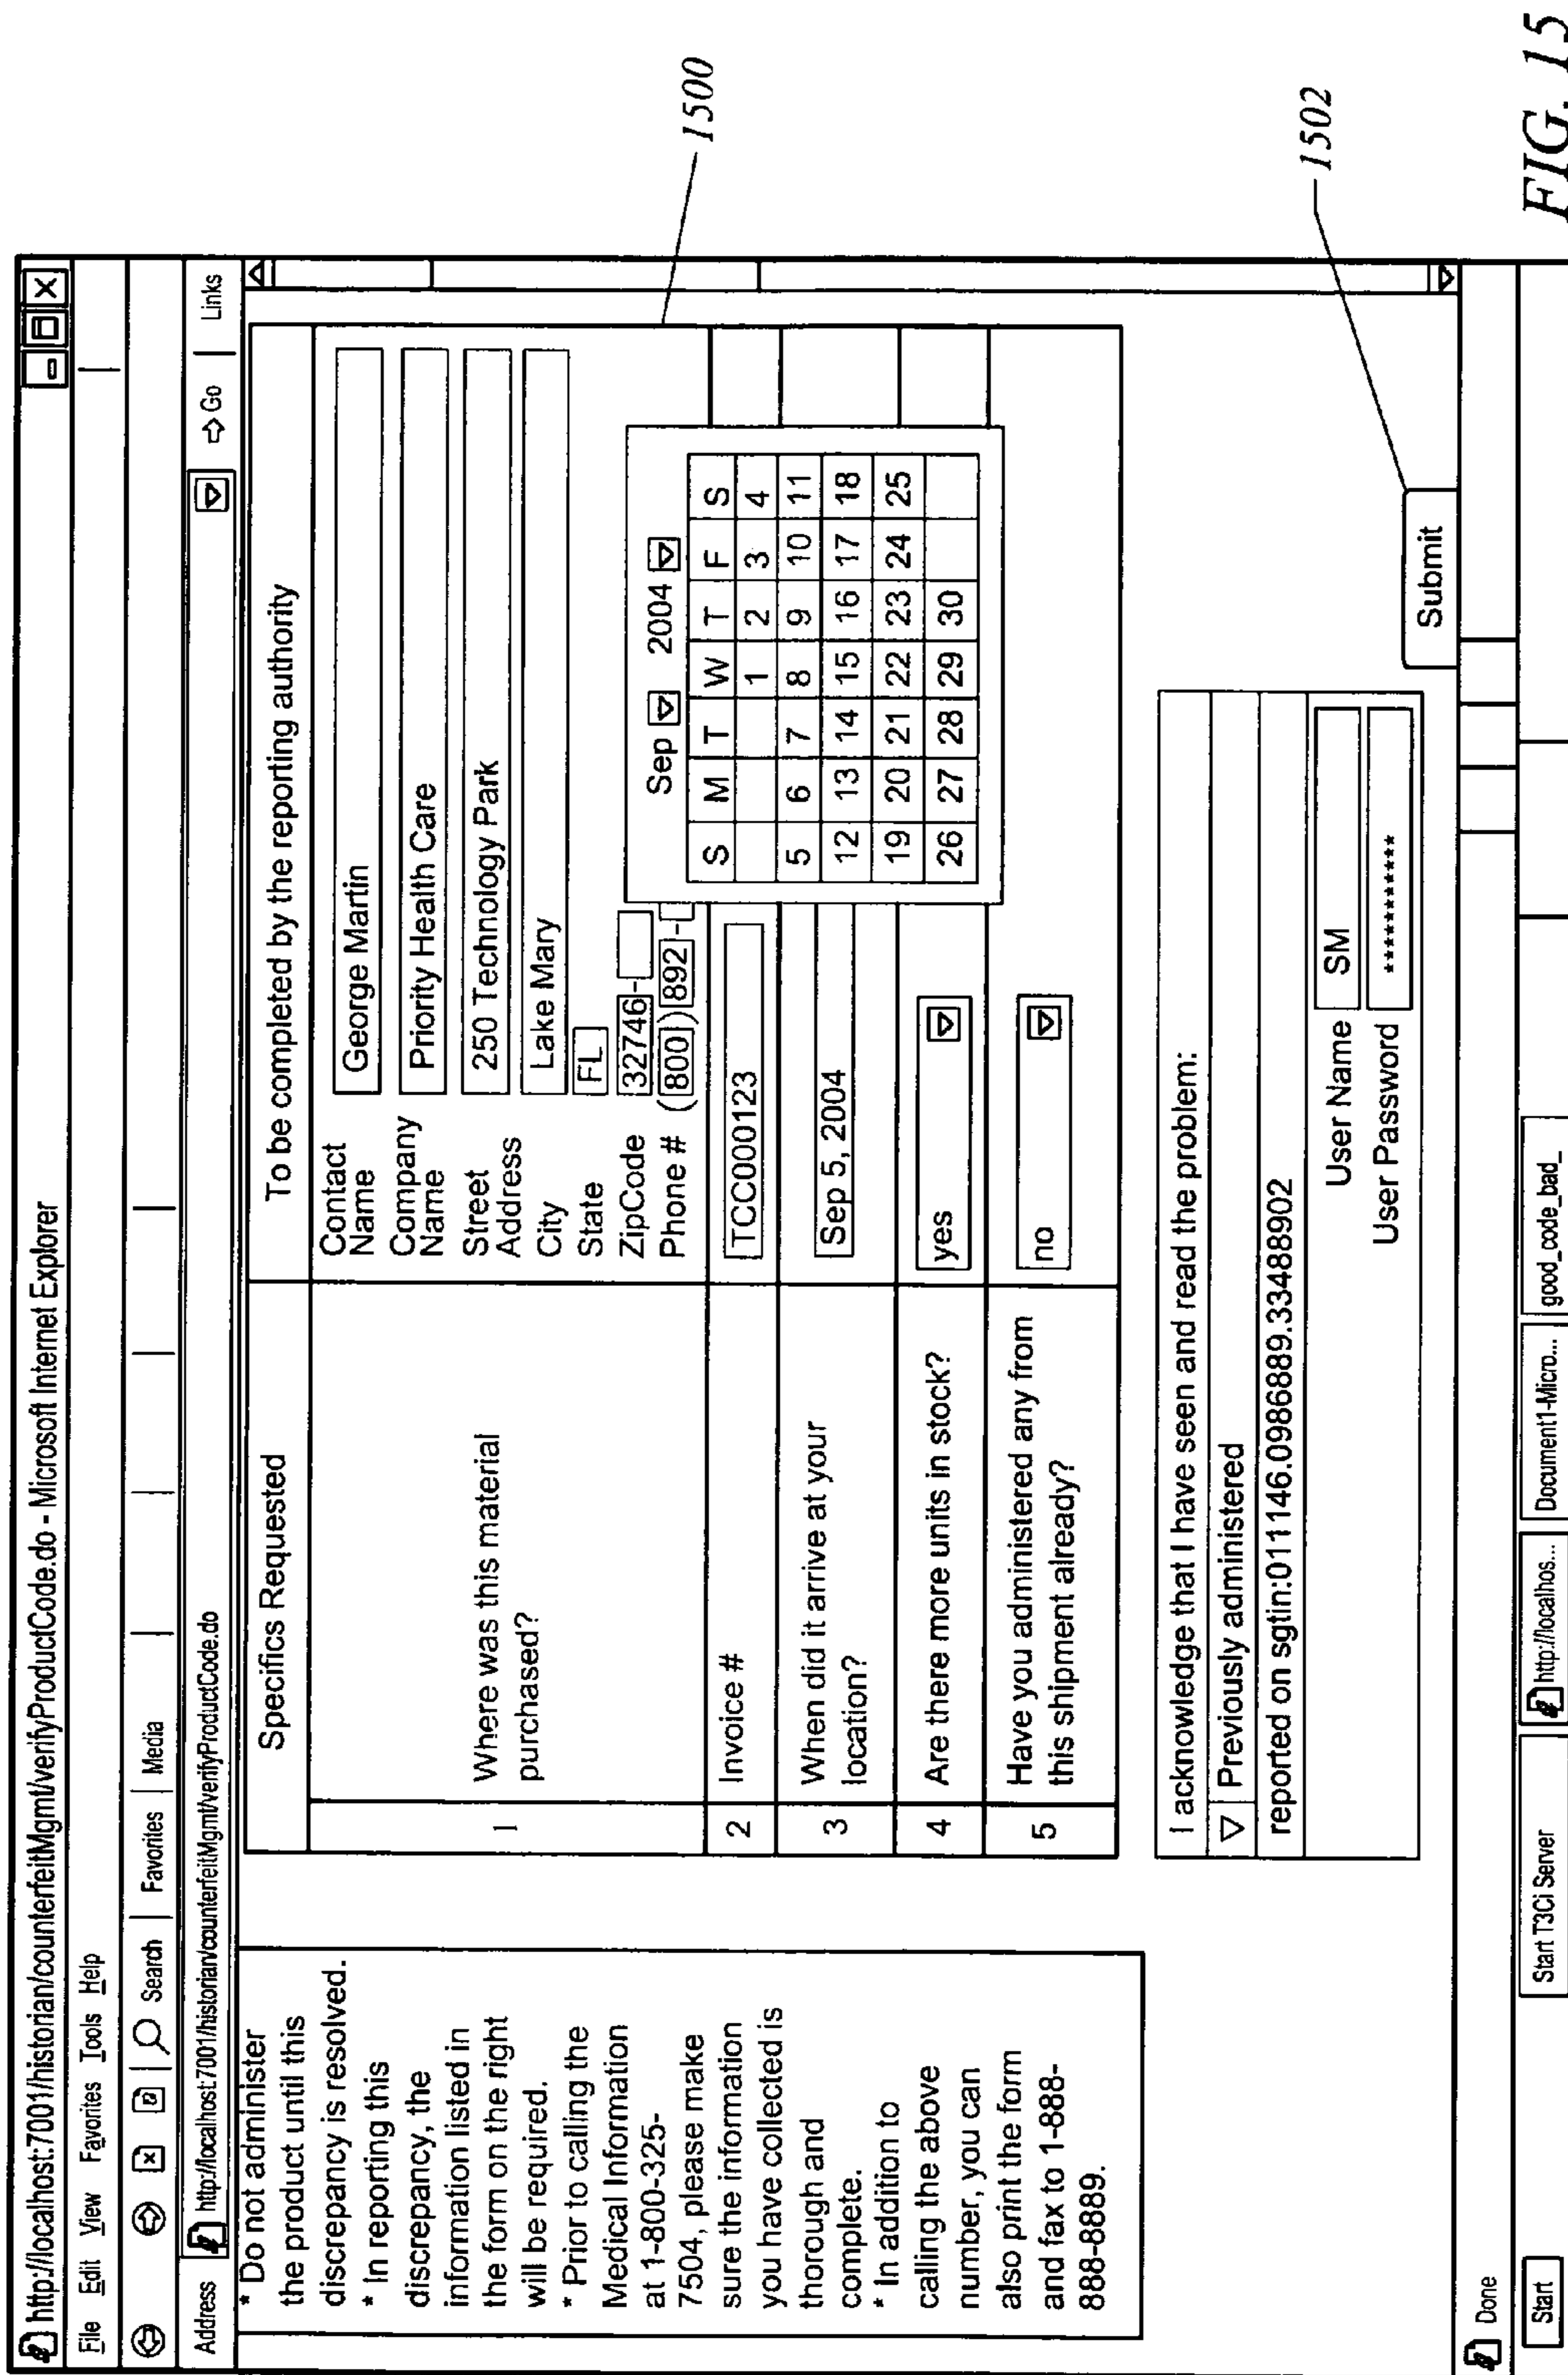 http://localhost:7001/historian/counterfeitMgmt/verifyProductCode.do - Microsoft Internet Explorer
File Edit View Favorites Tools Help
Search Favorites Media
Address http://localhost:7001/historian/counterfeitMgmt/verifyProductCode.do Go Links
* Do not administer
the product until this
discrepancy is resolved.
* In reporting this
discrepancy, the
information listed in
the form on the right
will be required.
* Prior to calling the
Medical Information
at 1-800-325-
7504, please make
sure the information
you have collected is
thorough and
complete.
* In addition to
calling the above
number, you can
also print the form
and fax to 1-888-
888-8889.
Specifics Requested To be completed by the reporting authority
1 Where was this material
purchased?
Contact
Name George Martin
Company
Name Priority Health Care
Street
Address 250 Technology Park
City Lake Mary
State FL
ZipCode 32746-
Phone # (800)892-
2 Invoice # TCC000123
3 When did it arrive at your
location? Sep 5, 2004
4 Are there more units in stock? yes
5 Have you administered any from
this shipment already? no
Sep 2004
S M T W T F S
1 2 3 4
5 6 7 8 9 10 11
12 13 14 15 16 17 18
19 20 21 22 23 24 25
26 27 28 29 30
I acknowledge that I have seen and read the problem:
Previously administered
reported on sgtin:011146.0986889.33488902
User Name SM
User Password **********
Submit
Done
Start Start T3Ci Server http://localhos... Document1-Micro... good_code_bad_
1500
1502
FIG. 15